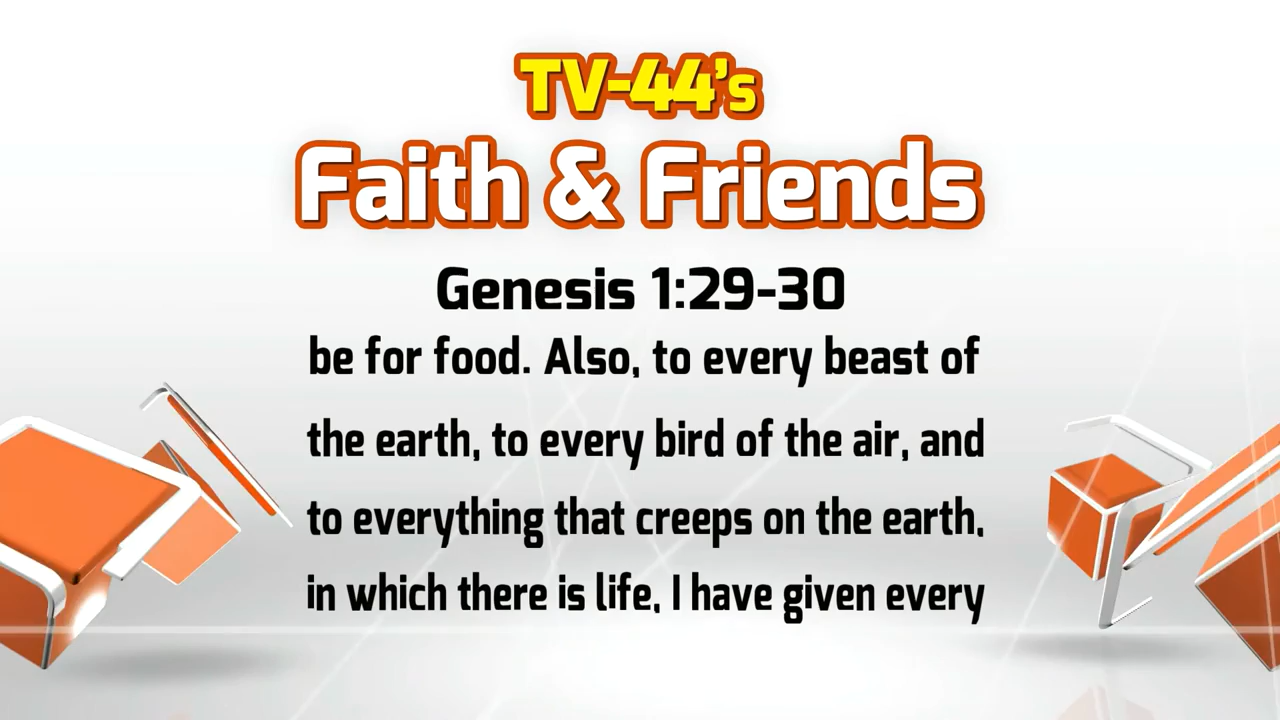 TV-44's
Faith & Friends
Genesis 1:29-30
be for food. Also, to every beast of
the earth, to every bird of the air, and
to everything that creeps on the earth,
in which there is life, I have given every